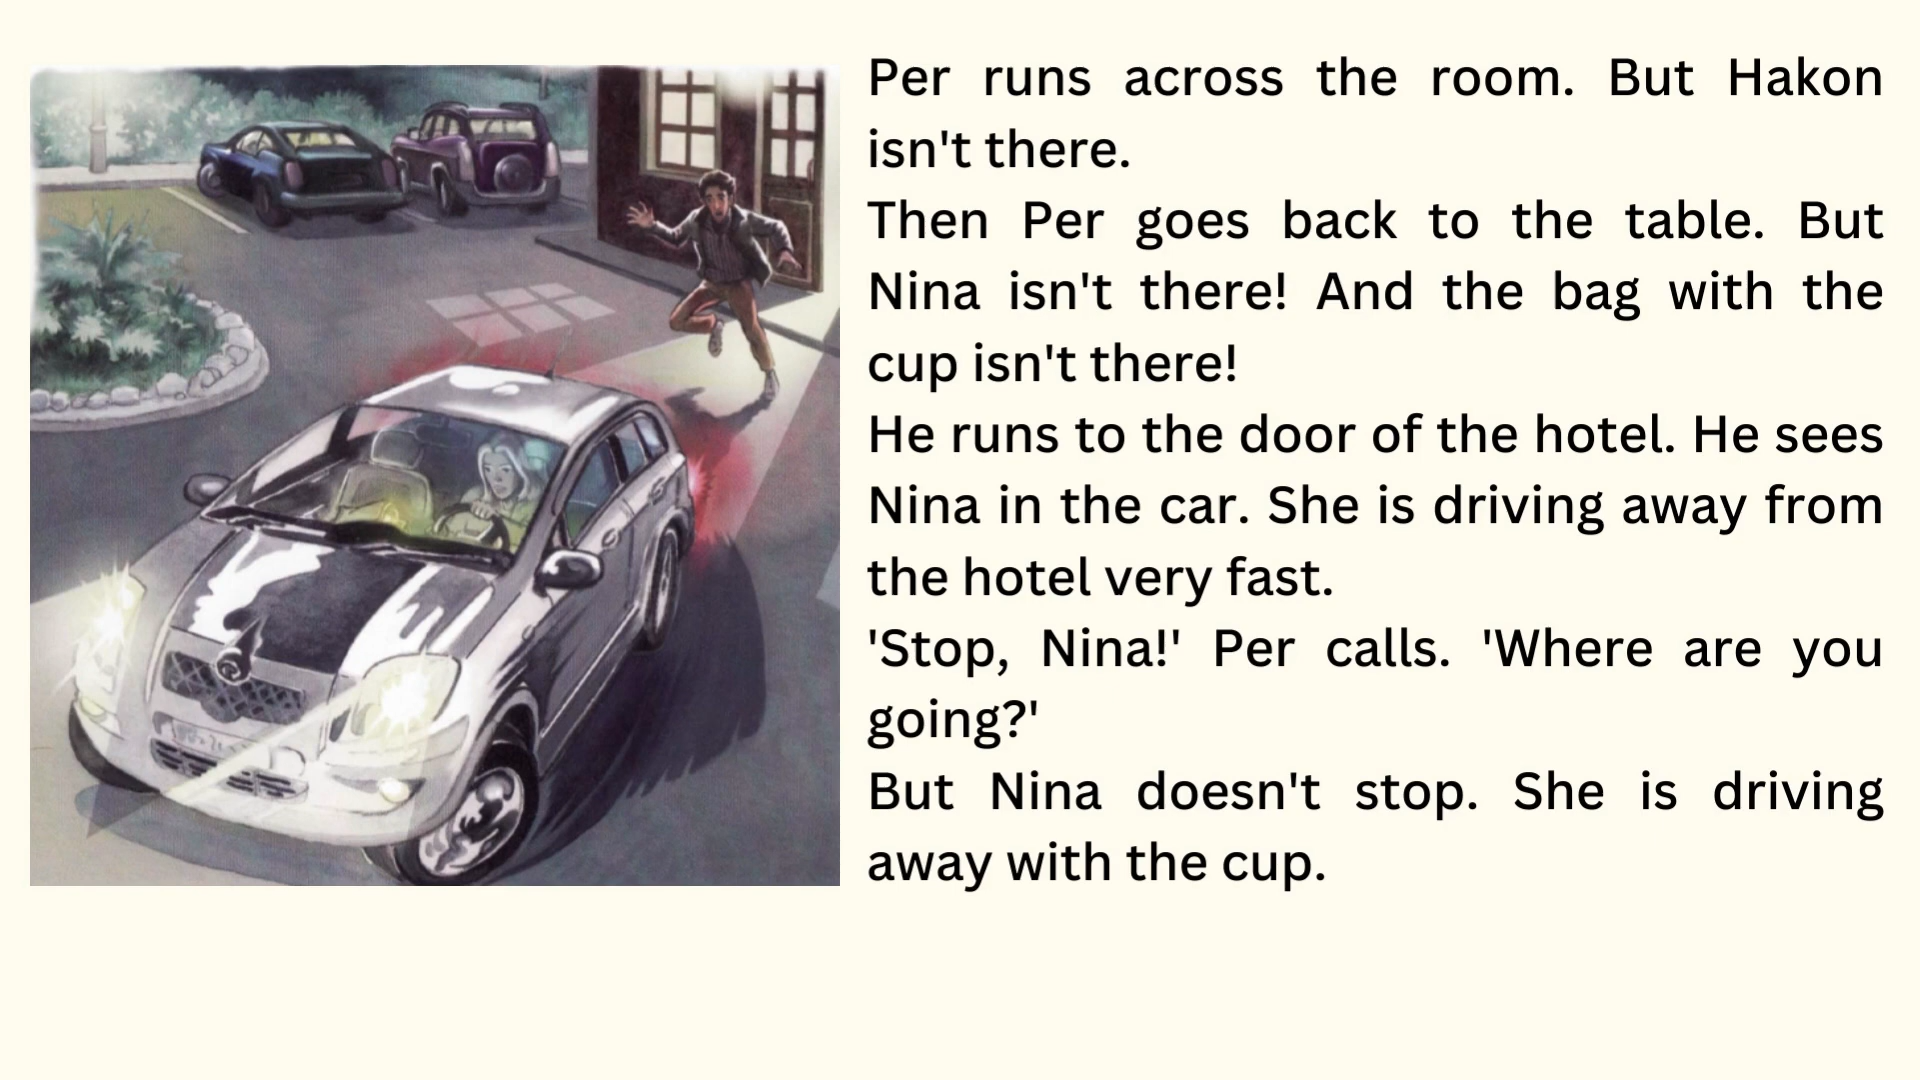 Per runs across the room. But Hakon
isn't there.
Then Per goes back to the table. But
Nina isn't there! And the bag with the
cup isn't there!
He runs to the door of the hotel. He sees
Nina in the car. She is driving away from
the hotel very fast.
'Stop, Nina!' Per calls. 'Where are you
going?'
But Nina doesn't stop. She is driving
away with the cup.